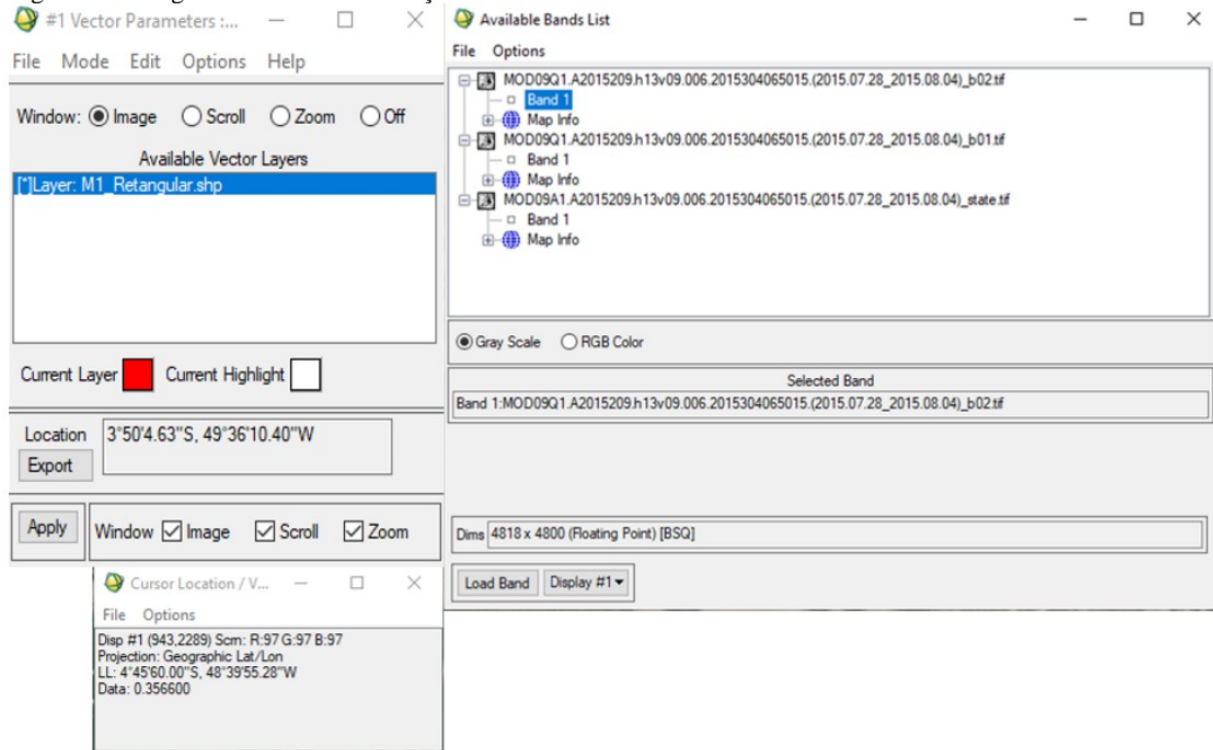 #1 Vector Parameters :...
File Mode Edit Options Help
Window: Image Scroll Zoom Off
Available Vector Layers
[*]Layer: M1_Retangular.shp
Current Layer Current Highlight
Location 3°50'4.63"S, 49°36'10.40"W
Export
Apply Window Image Scroll Zoom
Cursor Location / V...
File Options
Disp #1 (943,2289) Scrn: R:97 G:97 B:97
Projection: Geographic Lat/Lon
LL: 4°45'60.00"S, 48°39'55.28"W
Data: 0.356600
Available Bands List
File Options
MOD09Q1.A2015209.h13v09.006.2015304065015.(2015.07.28_2015.08.04)_b02.tif
Band 1
Map Info
MOD09Q1.A2015209.h13v09.006.2015304065015.(2015.07.28_2015.08.04)_b01.tif
Band 1
Map Info
MOD09A1.A2015209.h13v09.006.2015304065015.(2015.07.28_2015.08.04)_state.tif
Band 1
Map Info
Gray Scale RGB Color
Selected Band
Band 1:MOD09Q1.A2015209.h13v09.006.2015304065015.(2015.07.28_2015.08.04)_b02.tif
Dims 4818 x 4800 (Floating Point) [BSQ]
Load Band Display #1